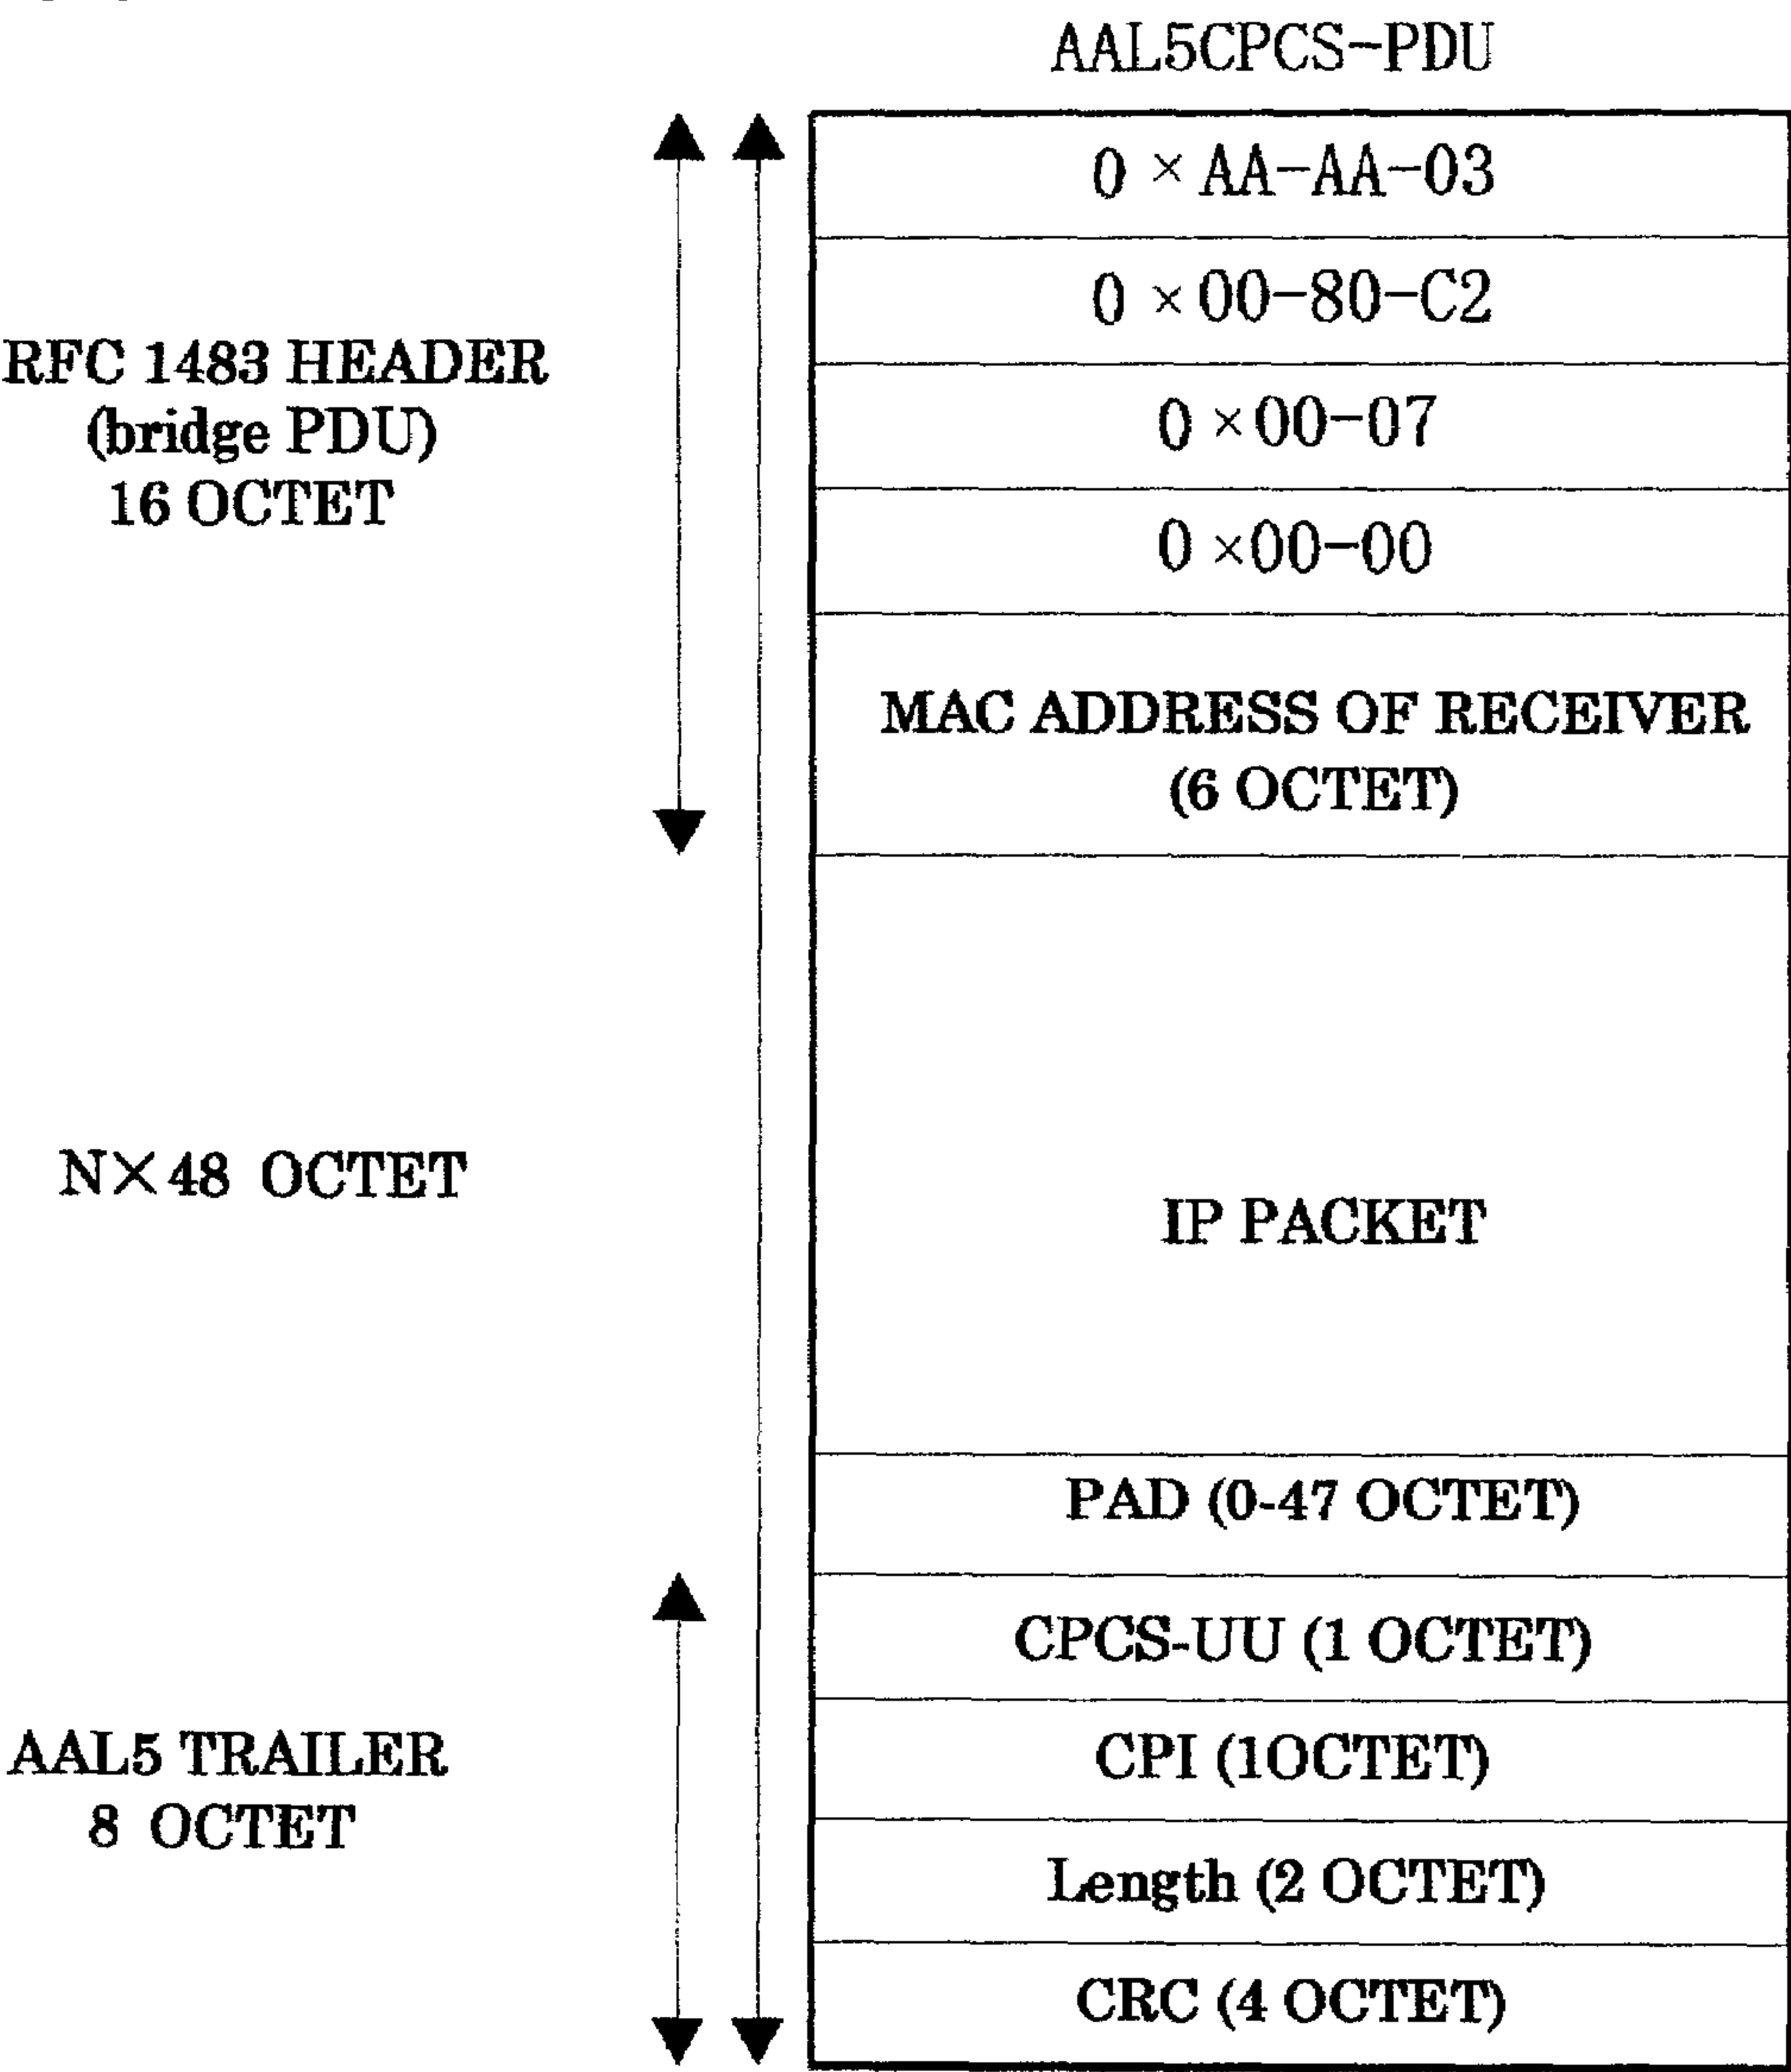 AAL5CPCS-PDU
0 × AA-AA-03
0 × 00-80-C2
0 × 00-07
0 × 00-00
RFC 1483 HEADER
(bridge PDU)
16 OCTET
MAC ADDRESS OF RECEIVER
(6 OCTET)
N×48 OCTET
IP PACKET
PAD (0-47 OCTET)
CPCS-UU (1 OCTET)
CPI (1OCTET)
Length (2 OCTET)
CRC (4 OCTET)
AAL5 TRAILER
8 OCTET